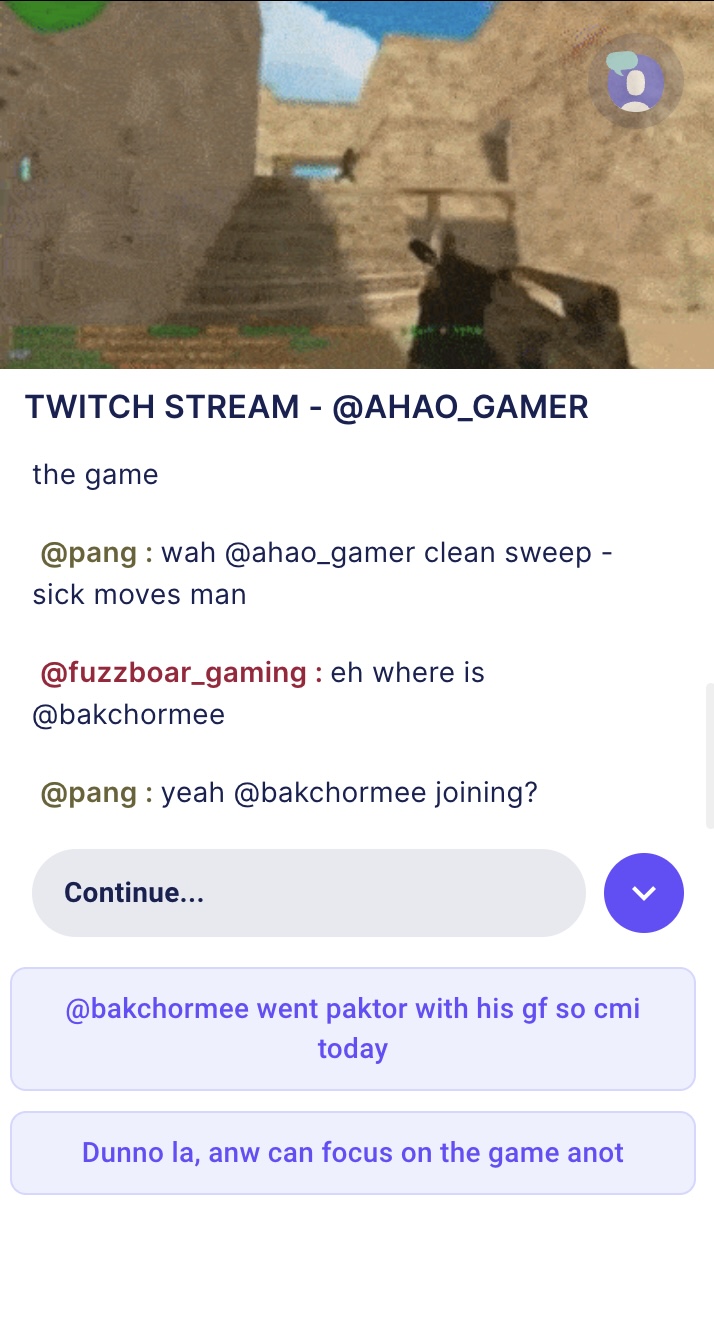 TWITCH STREAM - @AHAO_GAMER
the game
@pang : wah @ahao_gamer clean sweep -
sick moves man
@fuzzboar_gaming : eh where is
@bakchormee
@pang : yeah @bakchormee joining?
Continue...
@bakchormee went paktor with his gf so cmi
today
Dunno la, anw can focus on the game anot